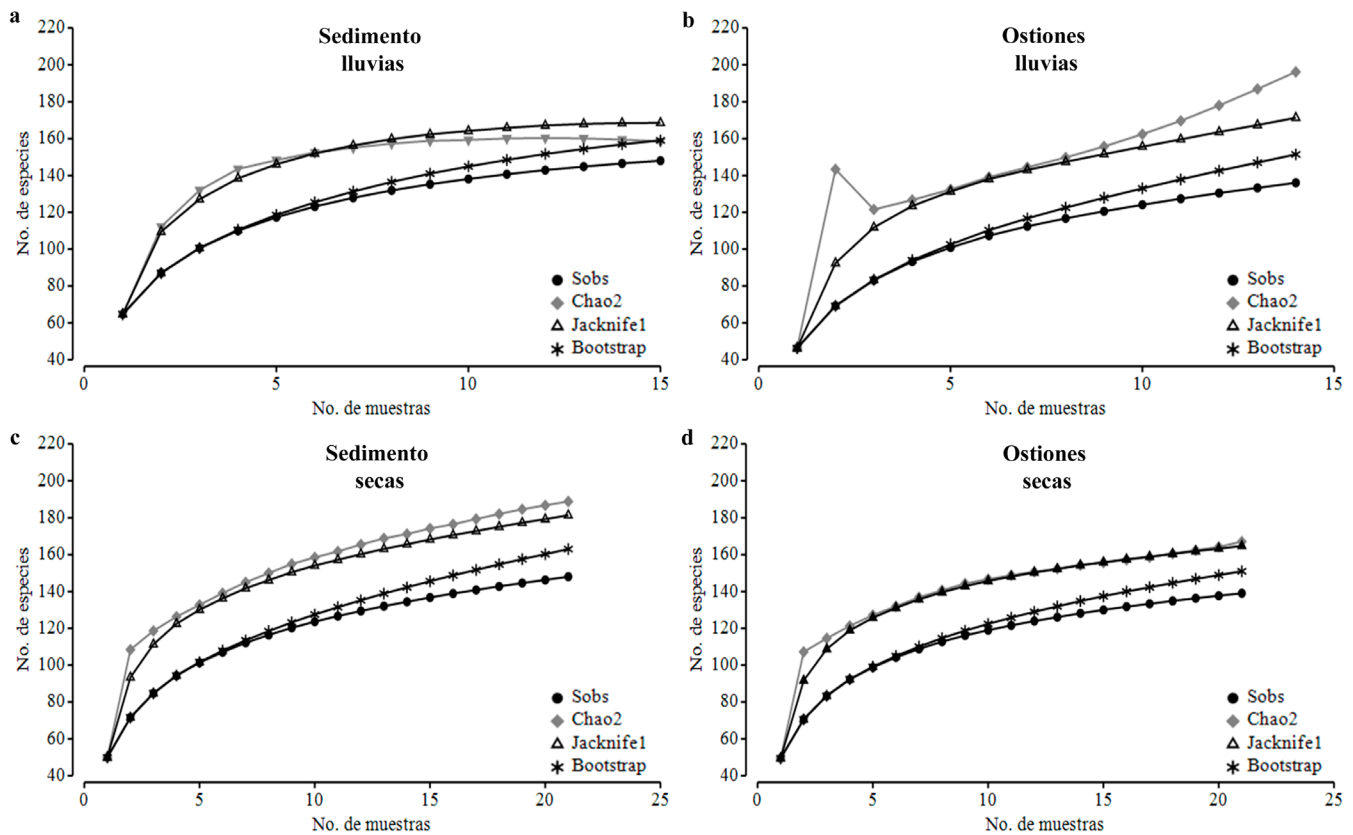 a
Sedimento
lluvias
No. de especies
220
200
180
160
140
120
100
80
60
40
0
5
10
15
No. de muestras
Sobs
Chao2
Jacknife1
Bootstrap
b
Ostiones
lluvias
No. de especies
220
200
180
160
140
120
100
80
60
40
0
5
10
15
No. de muestras
Sobs
Chao2
Jacknife1
Bootstrap
c
Sedimento
secas
No. de especies
220
200
180
160
140
120
100
80
60
40
0
5
10
15
20
25
No. de muestras
Sobs
Chao2
Jacknife1
Bootstrap
d
Ostiones
secas
No. de especies
220
200
180
160
140
120
100
80
60
40
0
5
10
15
20
25
No. de muestras
Sobs
Chao2
Jacknife1
Bootstrap